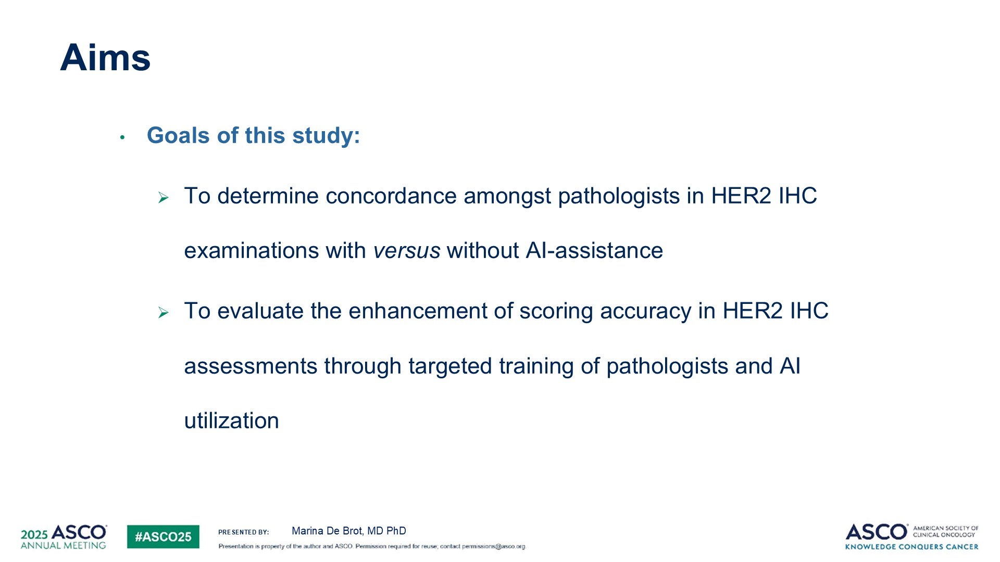 Aims
• Goals of this study:
➢ To determine concordance amongst pathologists in HER2 IHC
examinations with versus without AI-assistance
➢ To evaluate the enhancement of scoring accuracy in HER2 IHC
assessments through targeted training of pathologists and AI
utilization
2025 ASCO
ANNUAL MEETING
#ASCO25
PRESENTED BY: Marina De Brot, MD PhD
Presentation is property of the author and ASCO. Permission required for reuse; contact permissions@asco.org.
ASCO AMERICAN SOCIETY OF
CLINICAL ONCOLOGY
KNOWLEDGE CONQUERS CANCER